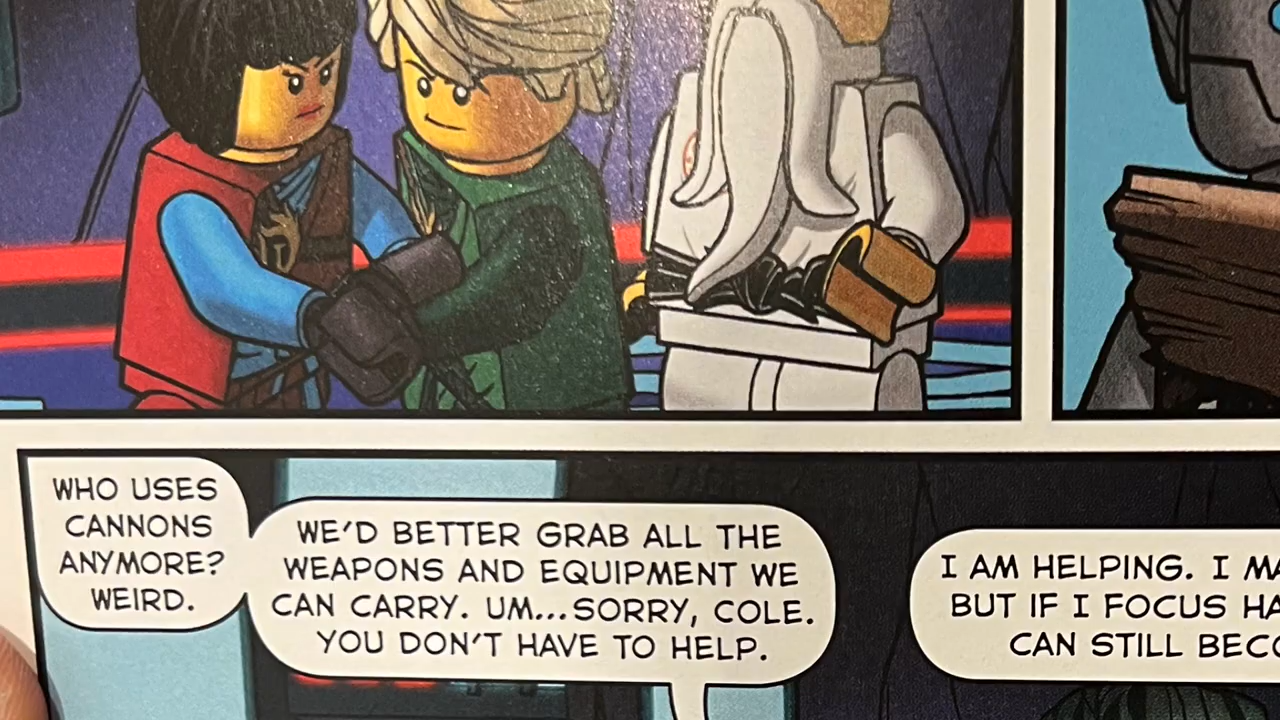 WHO USES
CANNONS
ANYMORE?
WEIRD.
WE'D BETTER GRAB ALL THE
WEAPONS AND EQUIPMENT WE
CAN CARRY. UM...SORRY, COLE.
YOU DON'T HAVE TO HELP.
I AM HELPING. I
BUT IF I FOCUS
CAN STILL